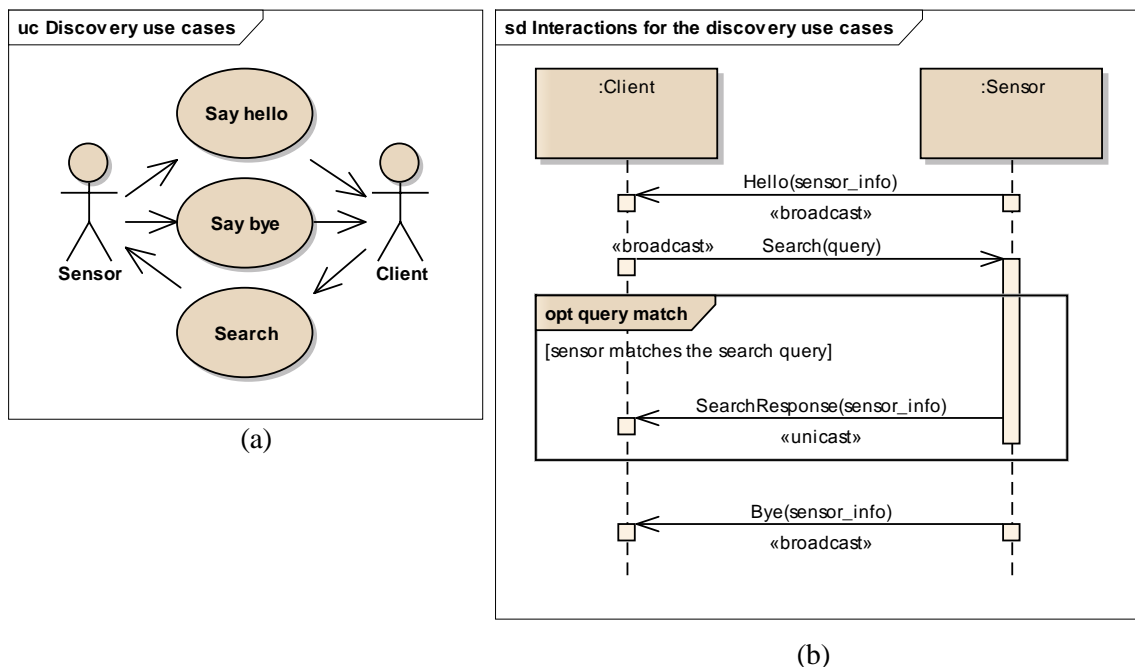 uc Discovery use cases
Say hello
Say bye
Sensor
Client
Search
(a)
sd Interactions for the discovery use cases
:Client
:Sensor
Hello(sensor_info)
«broadcast»
«broadcast»
Search(query)
opt query match
[sensor matches the search query]
SearchResponse(sensor_info)
«unicast»
Bye(sensor_info)
«broadcast»
(b)